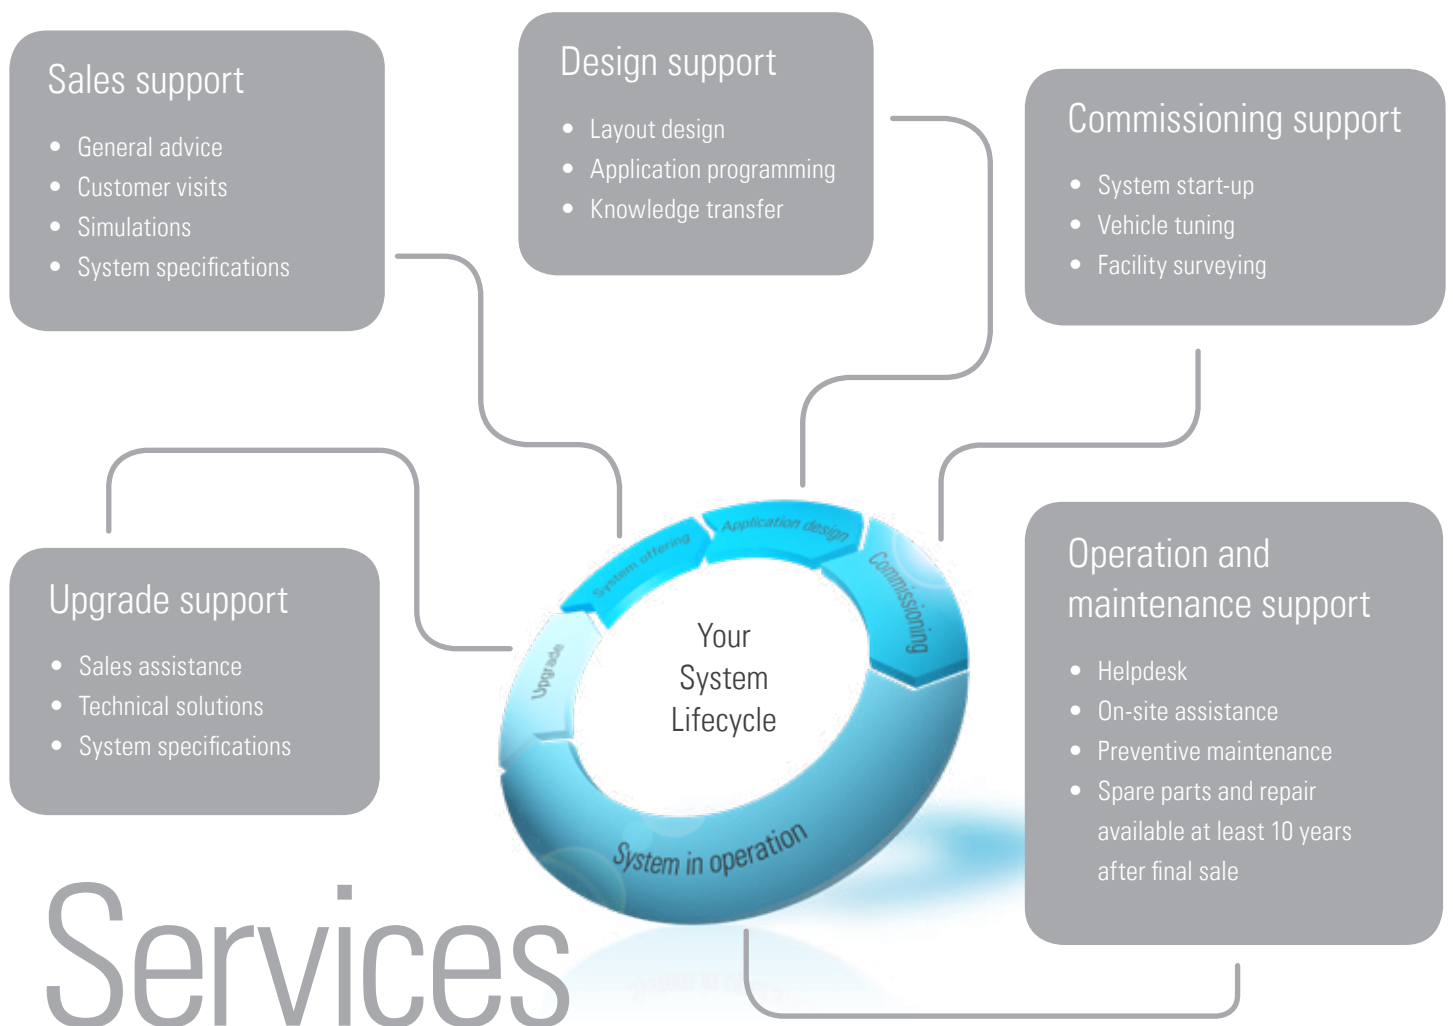 Sales support
• General advice
• Customer visits
• Simulations
• System specifications
Design support
• Layout design
• Application programming
• Knowledge transfer
Commissioning support
• System start-up
• Vehicle tuning
• Facility surveying
Upgrade support
• Sales assistance
• Technical solutions
• System specifications
System offering
Application design
Commissioning
Upgrade
System in operation
Your
System
Lifecycle
Operation and
maintenance support
• Helpdesk
• On-site assistance
• Preventive maintenance
• Spare parts and repair
available at least 10 years
after final sale
Services